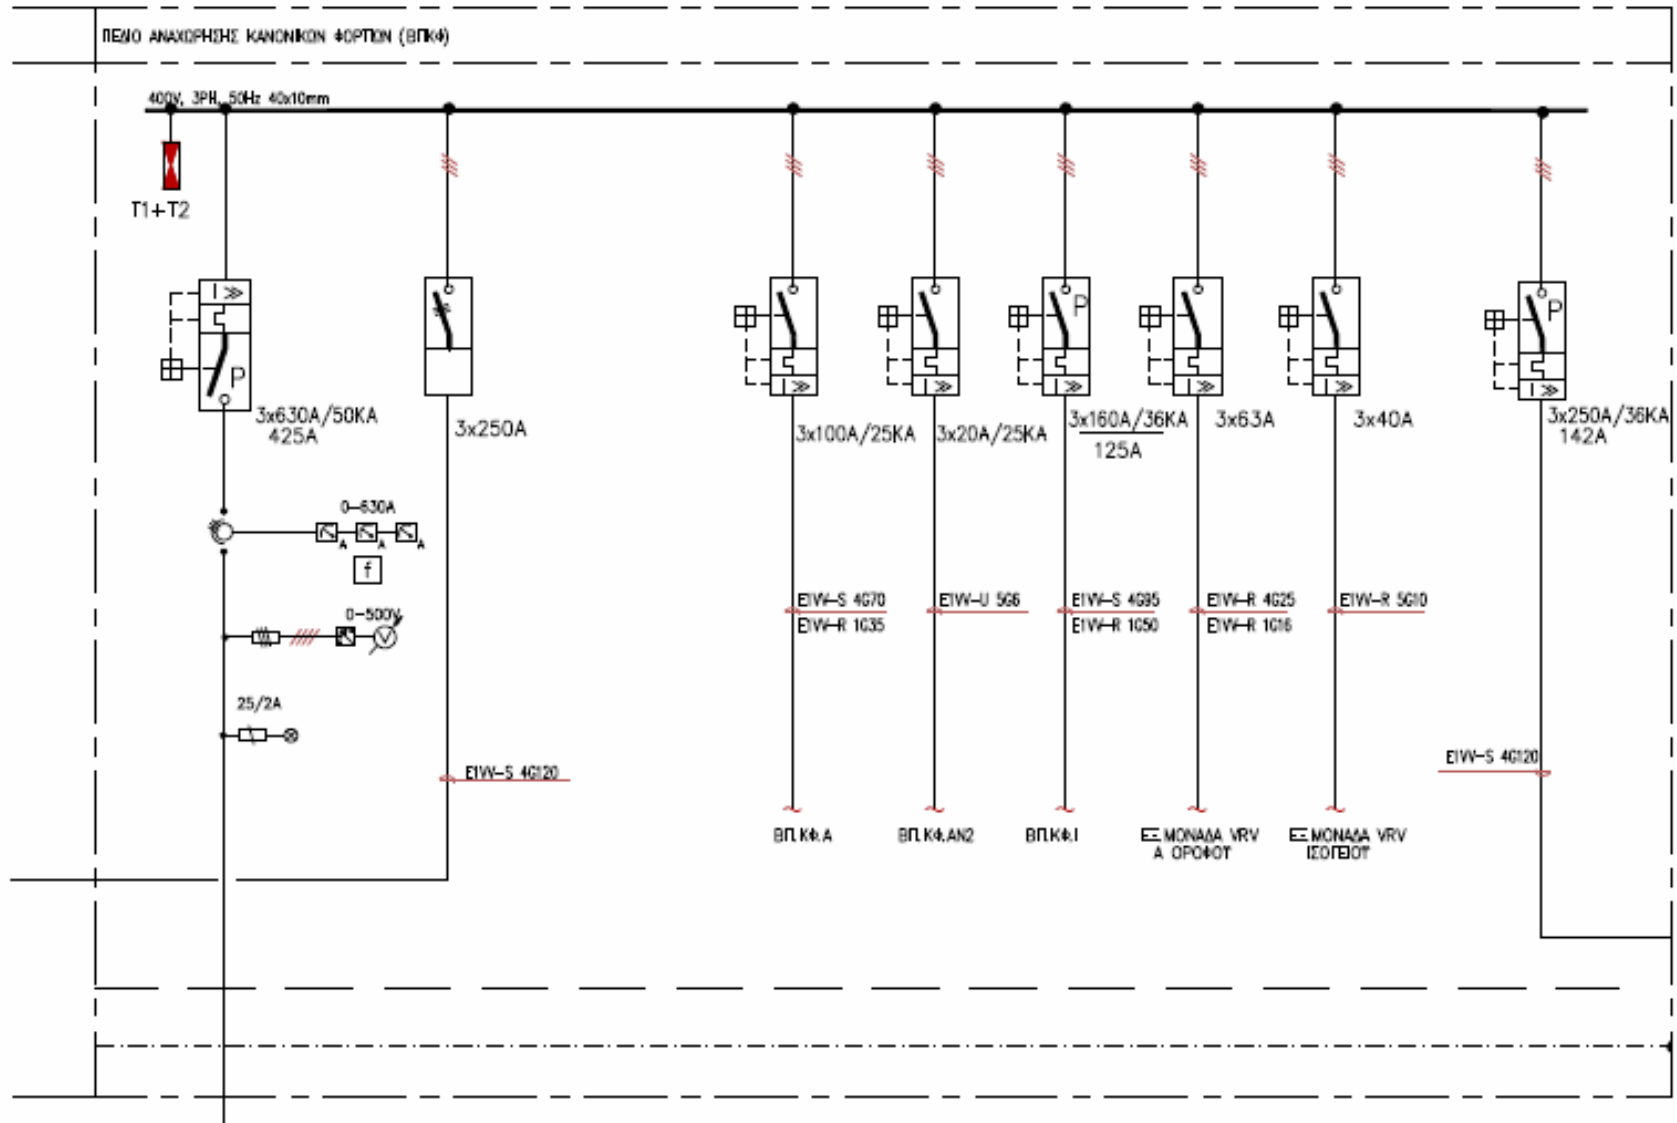 ΠΕΔΙΟ ΑΝΑΧΩΡΗΣΗΣ ΚΑΝΟΝΙΚΩΝ ΦΟΡΤΙΩΝ (ΒΠΚΦ)
400V, 3PH, 50Hz 40x10mm
T1+T2
I ≫
P
3x630A/50KA
425A
0-630A
A A A
f
0-500V
V
25/2A
3x250A
E1VV-S 4G120
I ≫
3x100A/25KA
E1VV-S 4G70
E1VV-R 1G35
ΒΠ.ΚΦ.Α
I ≫
3x20A/25KA
E1VV-U 5G6
ΒΠ.ΚΦ.ΑΝ2
P
I ≫
3x160A/36KA
125A
E1VV-S 4G95
E1VV-R 1G50
ΒΠ.ΚΦ.Ι
I ≫
3x63A
E1VV-R 4G25
E1VV-R 1G16
ΕΞ ΜΟΝΑΔΑ VRV
Α ΟΡΟΦΟΥ
I ≫
3x40A
E1VV-R 5G10
ΕΞ ΜΟΝΑΔΑ VRV
ΙΣΟΓΕΙΟΥ
P
I ≫
3x250A/36KA
142A
E1VV-S 4G120